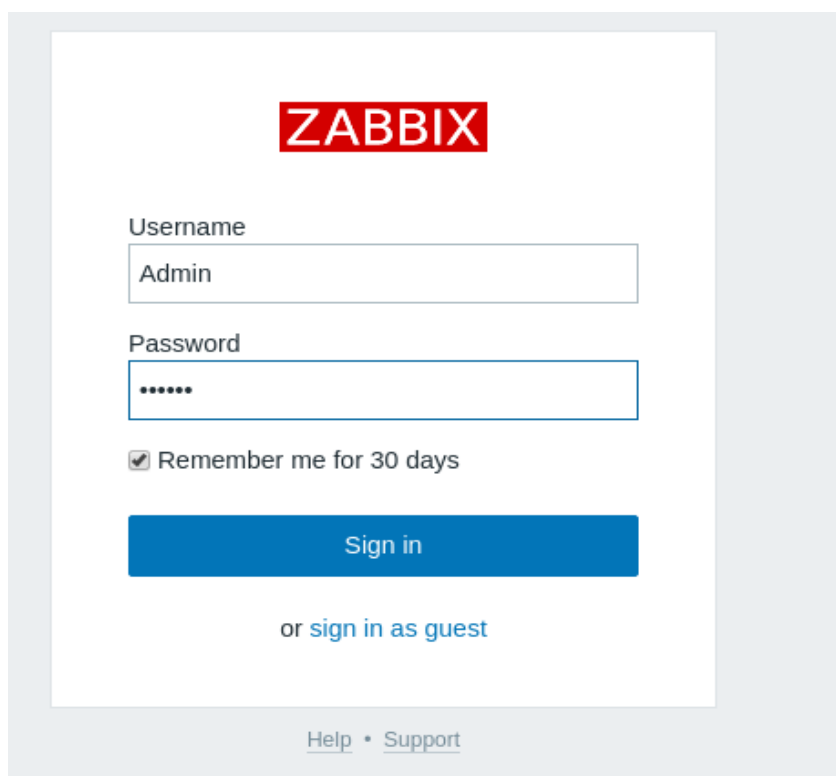 ZABBIX
Username
Admin
Password
••••••
Remember me for 30 days
Sign in
or sign in as guest
Help • Support